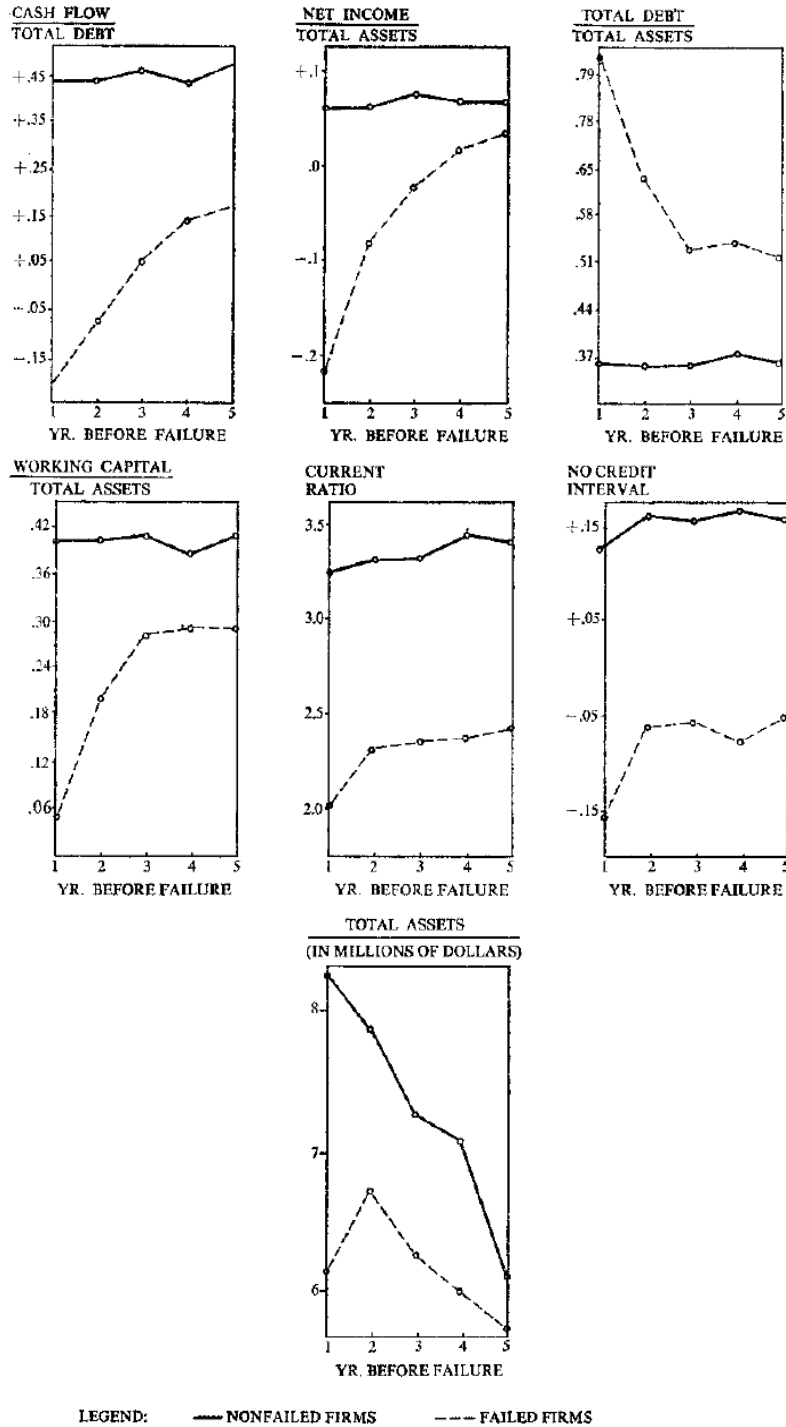 CASH FLOW
TOTAL DEBT
+.45
+.35
+.25
+.15
+.05
-.05
-.15
1 2 3 4 5
YR. BEFORE FAILURE
NET INCOME
TOTAL ASSETS
+.1
.0
-.1
-.2
1 2 3 4 5
YR. BEFORE FAILURE
TOTAL DEBT
TOTAL ASSETS
.79
.78
.65
.58
.51
.44
.37
1 2 3 4 5
YR. BEFORE FAILURE
WORKING CAPITAL
TOTAL ASSETS
.42
.36
.30
.24
.18
.12
.06
1 2 3 4 5
YR. BEFORE FAILURE
CURRENT
RATIO
3.5
3.0
2.5
2.0
1 2 3 4 5
YR. BEFORE FAILURE
NO CREDIT
INTERVAL
+.15
+.05
-.05
-.15
1 2 3 4 5
YR. BEFORE FAILURE
TOTAL ASSETS
(IN MILLIONS OF DOLLARS)
8
7
6
1 2 3 4 5
YR. BEFORE FAILURE
LEGEND: NONFAILED FIRMS FAILED FIRMS